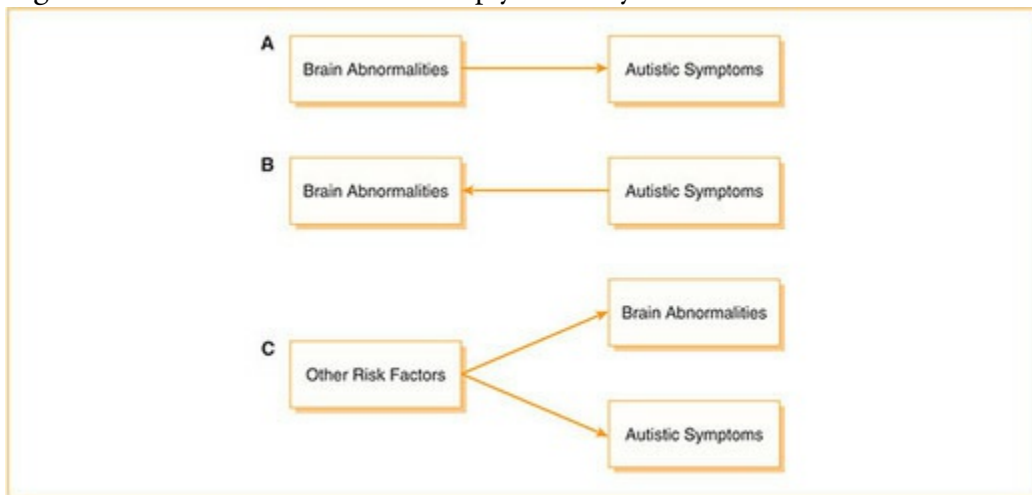 A
Brain Abnormalities
Autistic Symptoms
B
Brain Abnormalities
Autistic Symptoms
Brain Abnormalities
C
Other Risk Factors
Autistic Symptoms